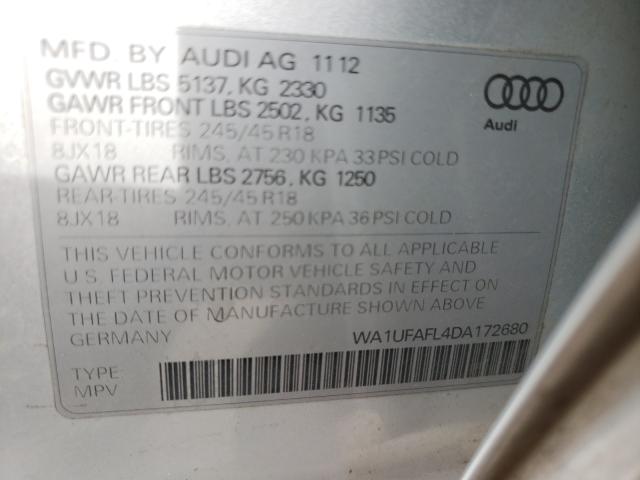 MFD. BY AUDI AG 11 12
GVWR LBS 5137, KG 2330
GAWR FRONT LBS 2502, KG 1135
FRONT-TIRES 245/45 R18
8JX18 RIMS, AT 230 KPA 33 PSI COLD
GAWR REAR LBS 2756, KG 1250
REAR-TIRES 245/45 R18
8JX18 RIMS, AT 250 KPA 36 PSI COLD
Audi
THIS VEHICLE CONFORMS TO ALL APPLICABLE
U.S. FEDERAL MOTOR VEHICLE SAFETY AND
THEFT PREVENTION STANDARDS IN EFFECT ON
THE DATE OF MANUFACTURE SHOWN ABOVE
GERMANY WA1UFAFL4DA172680
TYPE:
MPV